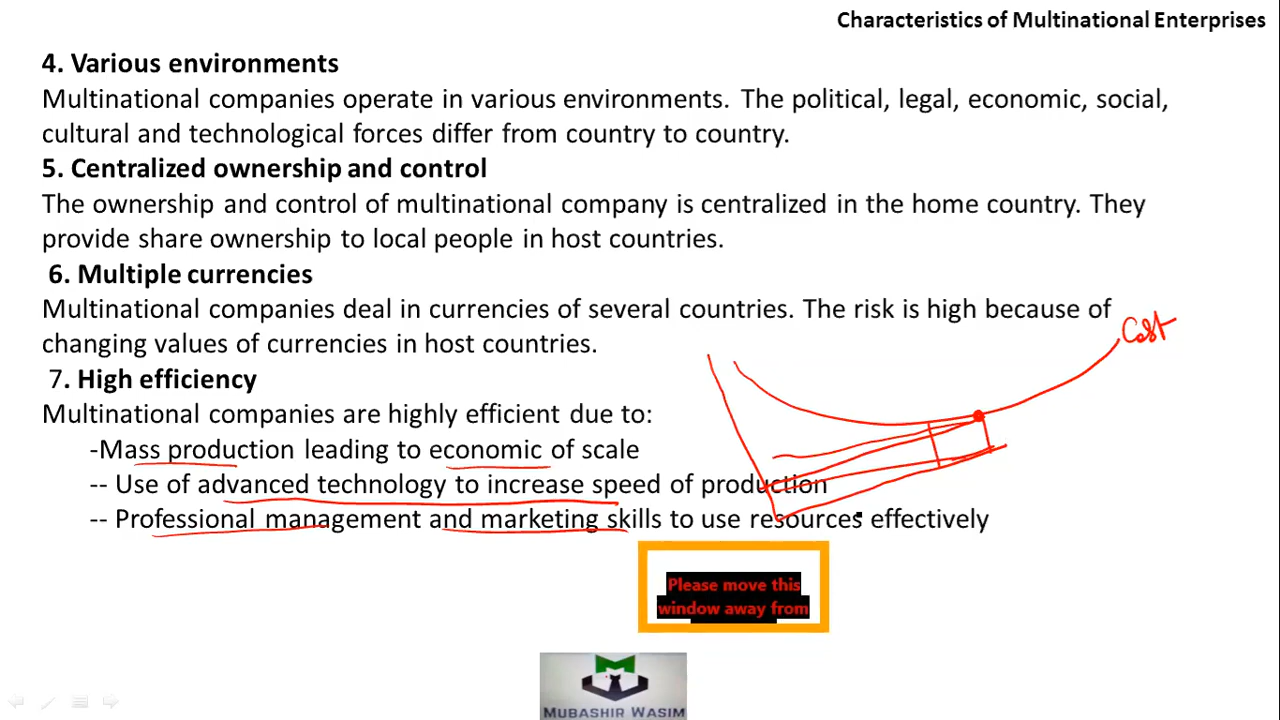 Characteristics of Multinational Enterprises
4. Various environments
Multinational companies operate in various environments. The political, legal, economic, social,
cultural and technological forces differ from country to country.
5. Centralized ownership and control
The ownership and control of multinational company is centralized in the home country. They
provide share ownership to local people in host countries.
6. Multiple currencies
Multinational companies deal in currencies of several countries. The risk is high because of
changing values of currencies in host countries.
Cost
7. High efficiency
Multinational companies are highly efficient due to:
-Mass production leading to economic of scale
-- Use of advanced technology to increase speed of production
-- Professional management and marketing skills to use resources effectively
Please move this
window away from
MUBASHIR WASIM